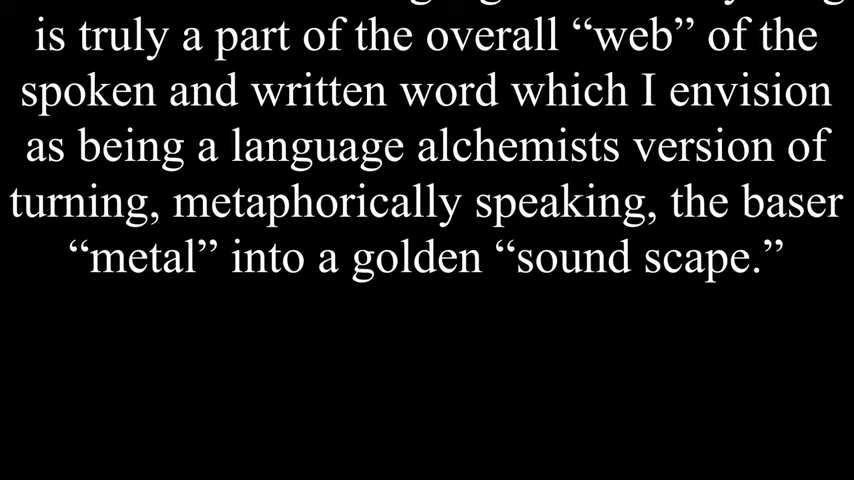 is truly a part of the overall “web” of the
spoken and written word which I envision
as being a language alchemists version of
turning, metaphorically speaking, the baser
“metal” into a golden “sound scape.”